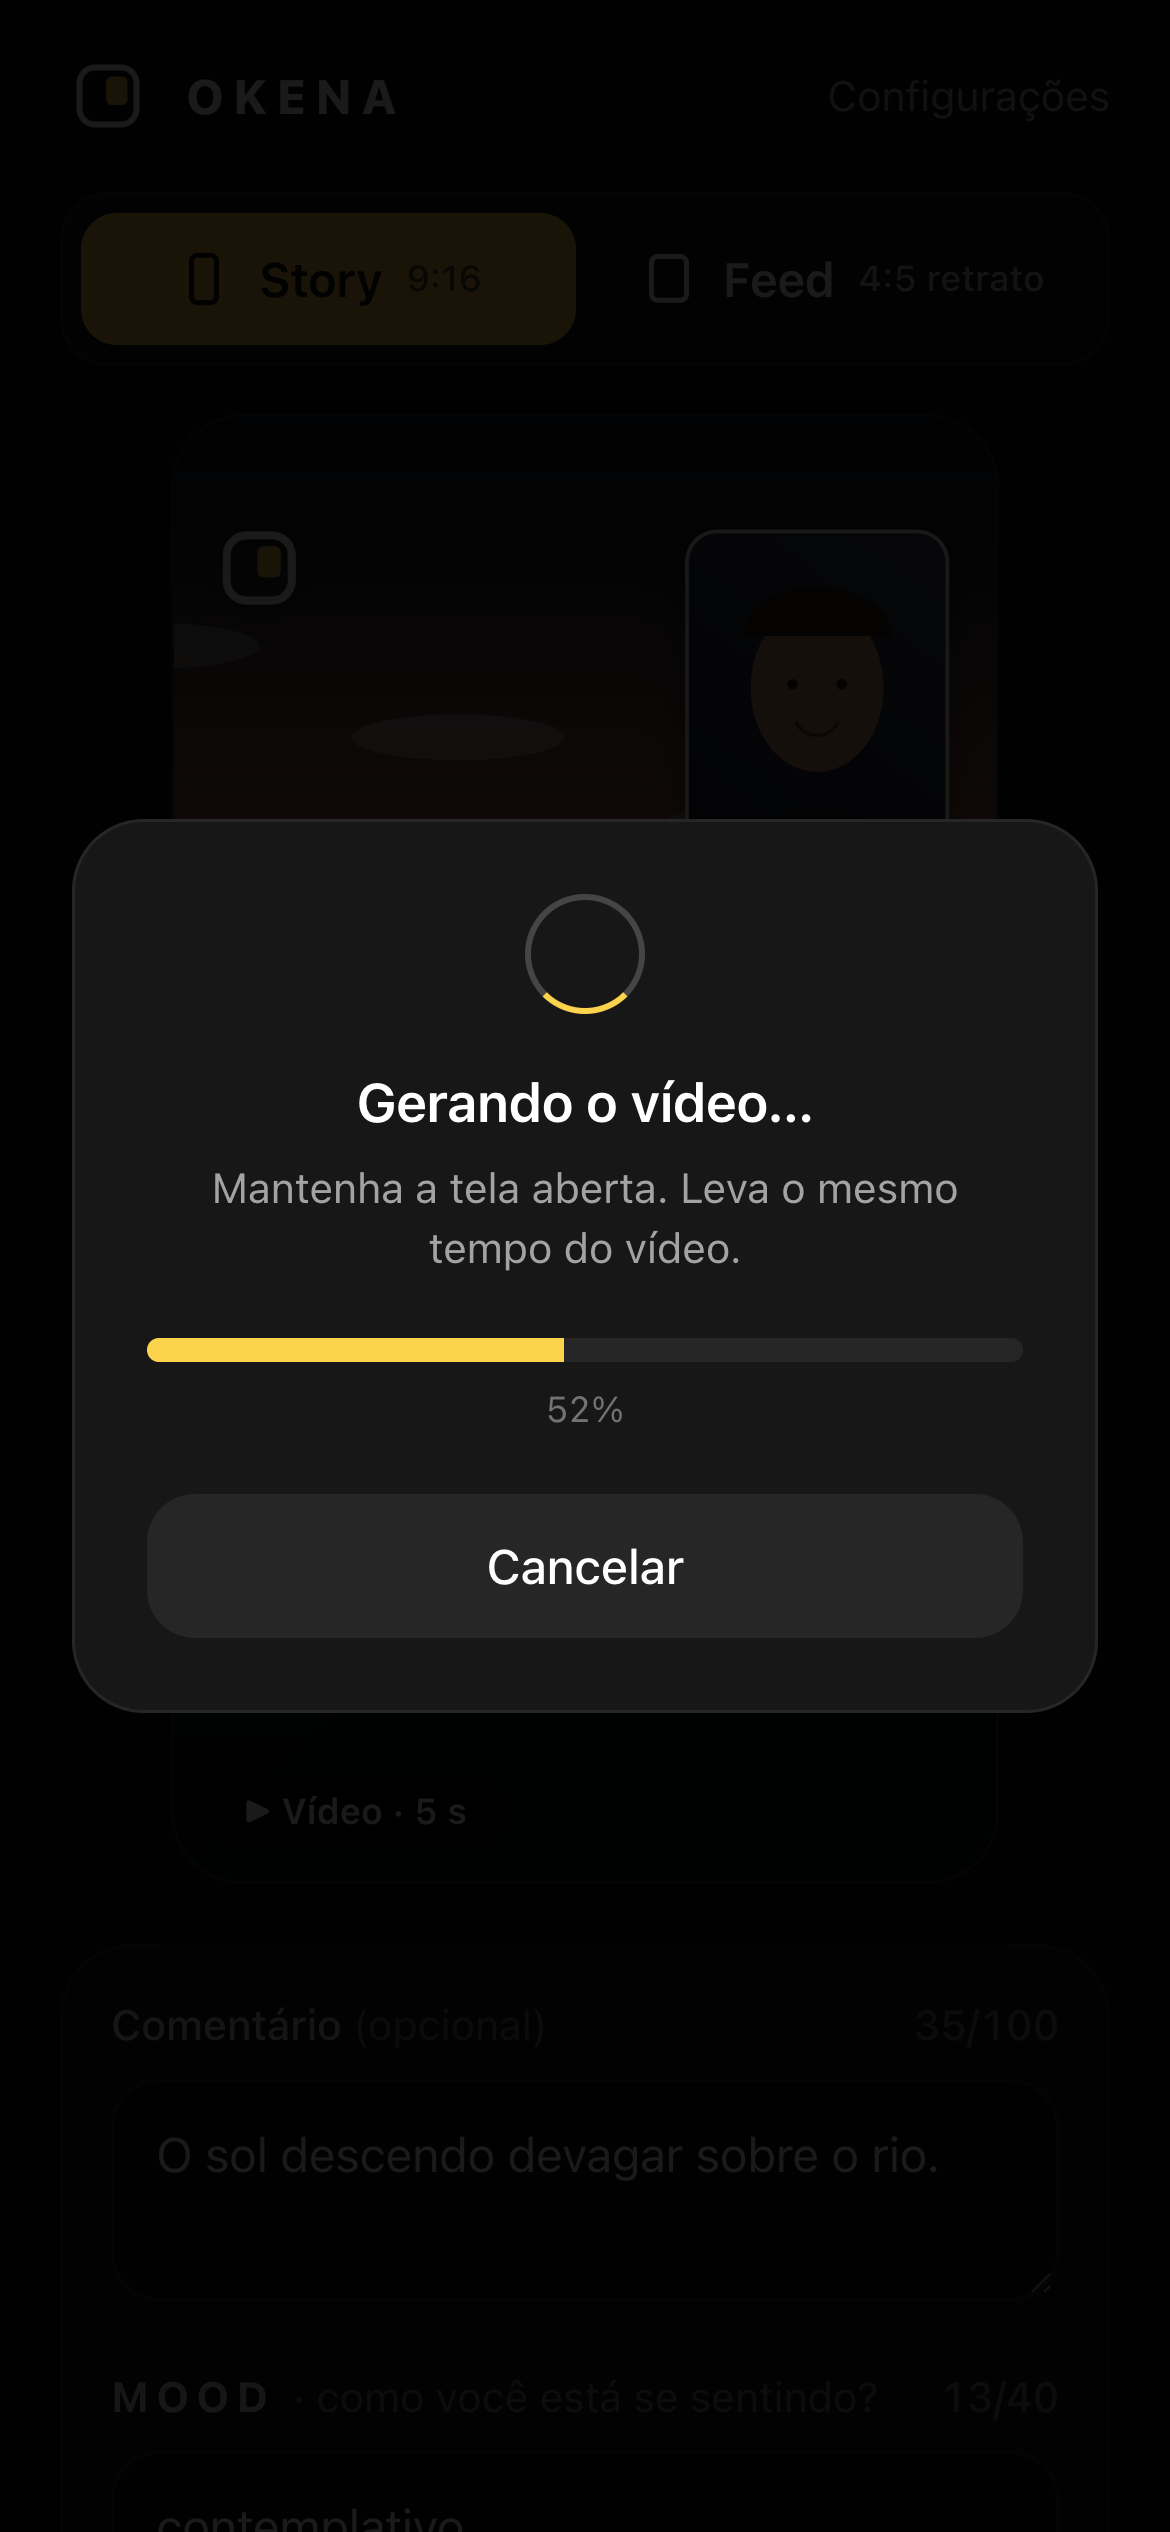 OKENA
Configurações
Story 9:16
Feed 4:5 retrato
Gerando o vídeo...
Mantenha a tela aberta. Leva o mesmo
tempo do vídeo.
52%
Cancelar
Vídeo · 5 s
Comentário (opcional) 35/100
O sol descendo devagar sobre o rio.
MOOD · como você está se sentindo? 13/40
contemplativo